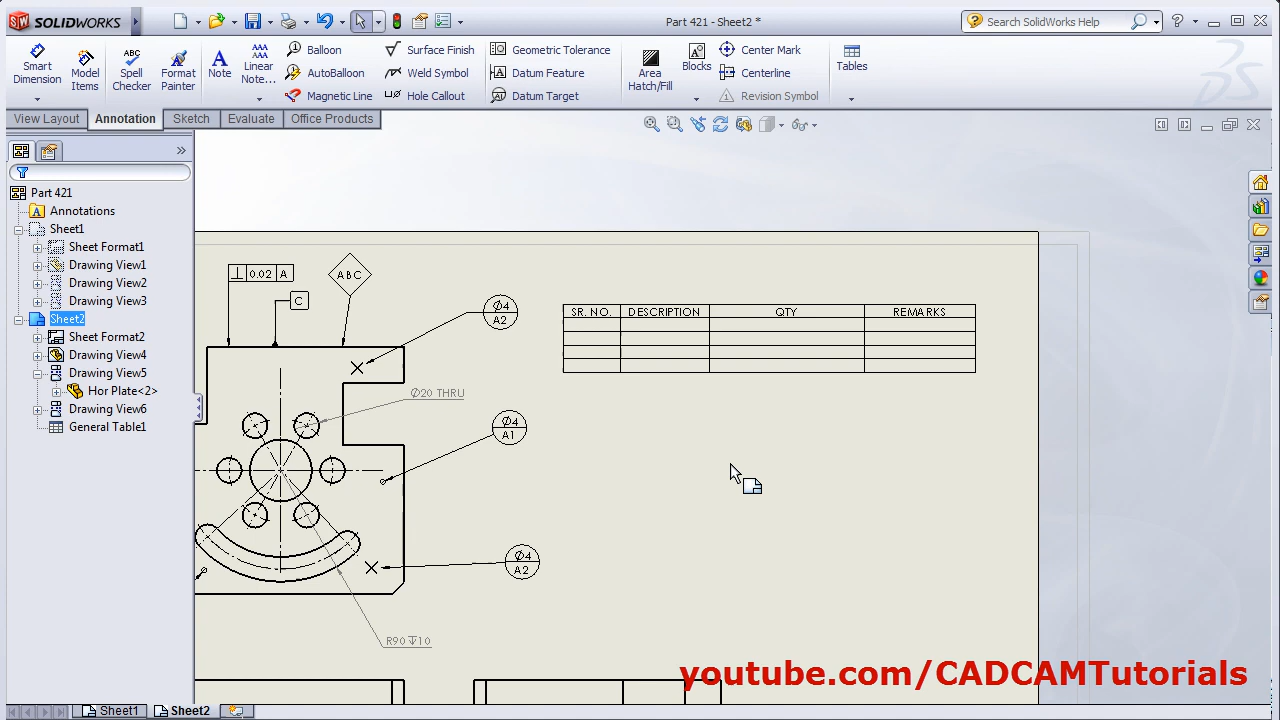 SOLIDWORKS
Part 421 - Sheet2 *
Search SolidWorks Help
Smart Dimension
Model Items
Spell Checker
Format Painter
Note
Linear Note...
Balloon
AutoBalloon
Magnetic Line
Surface Finish
Weld Symbol
Hole Callout
Geometric Tolerance
Datum Feature
Datum Target
Area Hatch/Fill
Blocks
Center Mark
Centerline
Revision Symbol
Tables
View Layout
Annotation
Sketch
Evaluate
Office Products
Part 421
Annotations
Sheet1
Sheet Format1
Drawing View1
Drawing View2
Drawing View3
Sheet2
Sheet Format2
Drawing View4
Drawing View5
Hor Plate<2>
Drawing View6
General Table1
⊥ 0.02 A
ABC
C
Ø4
A2
SR. NO. DESCRIPTION QTY REMARKS
Ø20 THRU
Ø4
A1
Ø4
A2
R90 ↧10
youtube.com/CADCAMTutorials
Sheet1
Sheet2